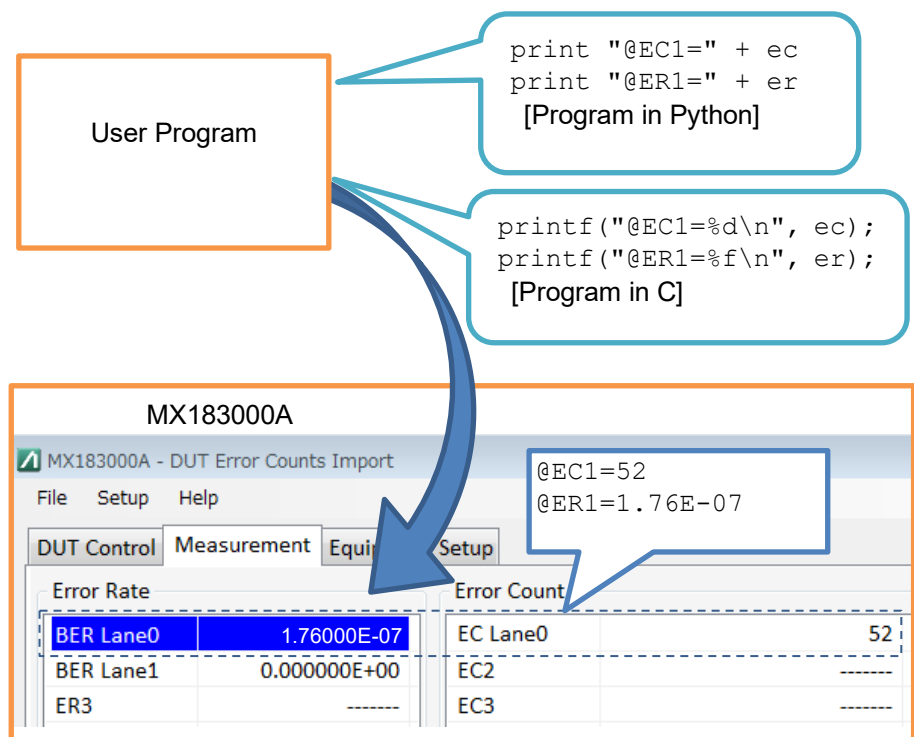 print "@EC1=" + ec
print "@ER1=" + er
[Program in Python]
User Program
printf("@EC1=%d\n", ec);
printf("@ER1=%f\n", er);
[Program in C]
MX183000A
MX183000A - DUT Error Counts Import
@EC1=52
@ER1=1.76E-07
File Setup Help
DUT Control Measurement Setup
Error Rate Error Count
BER Lane0 1.76000E-07 EC Lane0 52
BER Lane1 0.000000E+00 EC2 -------
ER3 ------- EC3 -------